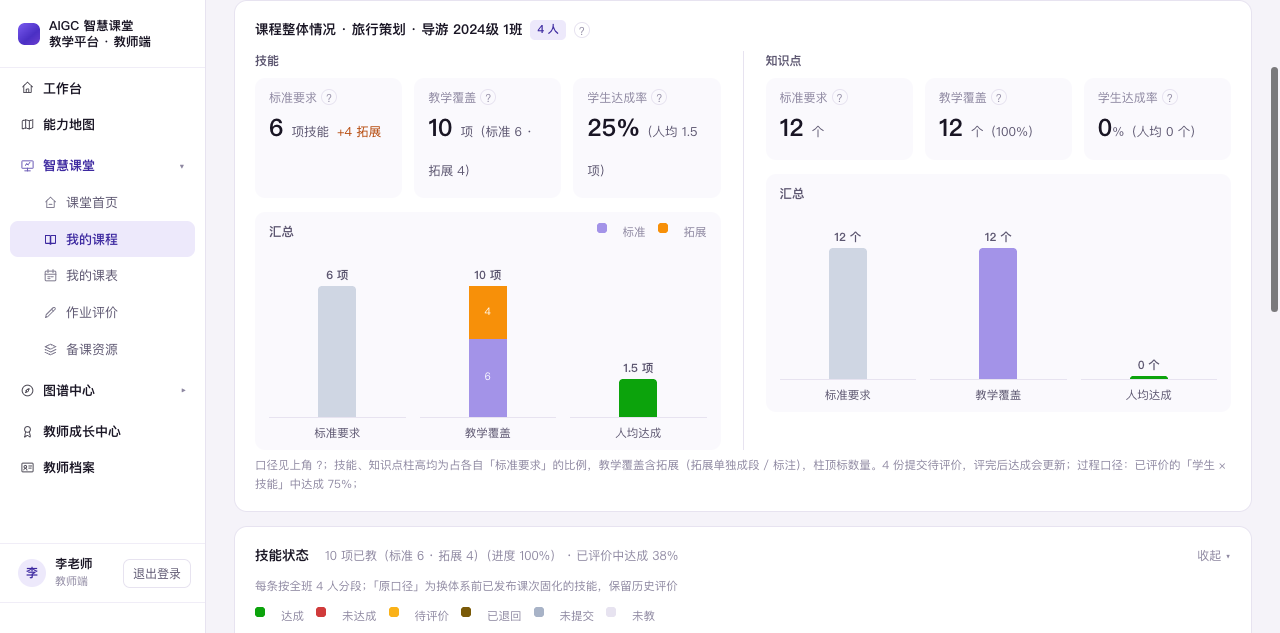 AIGC 智慧课堂
教学平台 · 教师端
工作台
能力地图
智慧课堂
课堂首页
我的课程
我的课表
作业评价
备课资源
图谱中心
教师成长中心
教师档案
李
李老师
教师端
退出登录
课程整体情况 · 旅行策划 · 导游 2024级 1班 4 人 ?
技能
标准要求 ?
6 项技能 +4 拓展
教学覆盖 ?
10 项（标准 6 ·
拓展 4）
学生达成率 ?
25%（人均 1.5
项）
汇总
标准 拓展
6 项
10 项
4
6
1.5 项
标准要求
教学覆盖
人均达成
知识点
标准要求 ?
12 个
教学覆盖 ?
12 个（100%）
学生达成率 ?
0%（人均 0 个）
汇总
12 个
12 个
0 个
标准要求
教学覆盖
人均达成
口径见上角 ?；技能、知识点柱高均为占各自「标准要求」的比例，教学覆盖含拓展（拓展单独成段 / 标注），柱顶标数量。4 份提交待评价，评完后达成会更新；过程口径：已评价的「学生 ×
技能」中达成 75%；
技能状态 10 项已教（标准 6 · 拓展 4）（进度 100%） · 已评价中达成 38%
收起
每条按全班 4 人分段；「原口径」为换体系前已发布课次固化的技能，保留历史评价
达成 未达成 待评价 已退回 未提交 未教